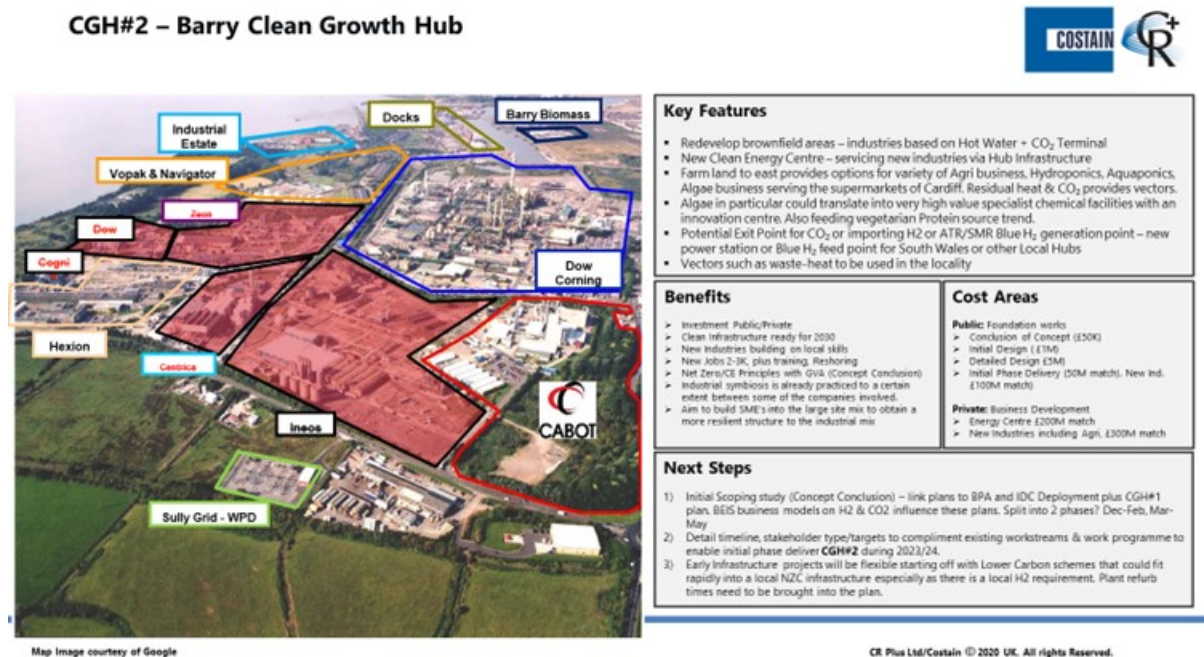 CGH#2 – Barry Clean Growth Hub
COSTAIN
CR+
Industrial
Estate
Docks
Barry Biomass
Vopak & Navigator
Zeon
Dow
Cogni
Dow
Corning
Hexion
Centrica
Ineos
CABOT
Sully Grid - WPD
Key Features
▪ Redevelop brownfield areas – industries based on Hot Water + CO₂ Terminal
▪ New Clean Energy Centre – servicing new industries via Hub Infrastructure
▪ Farm land to east provides options for variety of Agri business, Hydroponics, Aquaponics,
Algae business serving the supermarkets of Cardiff. Residual heat & CO₂ provides vectors.
▪ Algae in particular could translate into very high value specialist chemical facilities with an
innovation centre. Also feeding vegetarian Protein source trend.
▪ Potential Exit Point for CO₂ or importing H2 or ATR/SMR Blue H₂ generation point – new
power station or Blue H₂ feed point for South Wales or other Local Hubs
▪ Vectors such as waste-heat to be used in the locality
Benefits
➢ Investment Public/Private
➢ Clean Infrastructure ready for 2030
➢ New Industries building on local skills
➢ New Jobs 2-3K, plus training, Reshoring
➢ Net Zero/CE Principles with GVA (Concept Conclusion)
➢ Industrial symbiosis is already practiced to a certain
extent between some of the companies involved.
➢ Aim to build SME's into the large site mix to obtain a
more resilient structure to the industrial mix
Cost Areas
Public: Foundation works
➢ Conclusion of Concept (£50K)
➢ Initial Design (£1M)
➢ Detailed Design £5M)
➢ Initial Phase Delivery (50M match). New Ind.
£100M match)
Private: Business Development
➢ Energy Centre £200M match
➢ New Industries including Agri, £300M match
Next Steps
1) Initial Scoping study (Concept Conclusion) – link plans to BPA and IDC Deployment plus CGH#1
plan. BEIS business models on H2 & CO2 influence these plans. Split into 2 phases? Dec-Feb, Mar-
May
2) Detail timeline, stakeholder type/targets to compliment existing workstreams & work programme to
enable initial phase deliver CGH#2 during 2023/24.
3) Early Infrastructure projects will be flexible starting off with Lower Carbon schemes that could fit
rapidly into a local NZC infrastructure especially as there is a local H2 requirement. Plant refurb
times need to be brought into the plan.
Map Image courtesy of Google
CR Plus Ltd/Costain © 2020 UK. All rights Reserved.